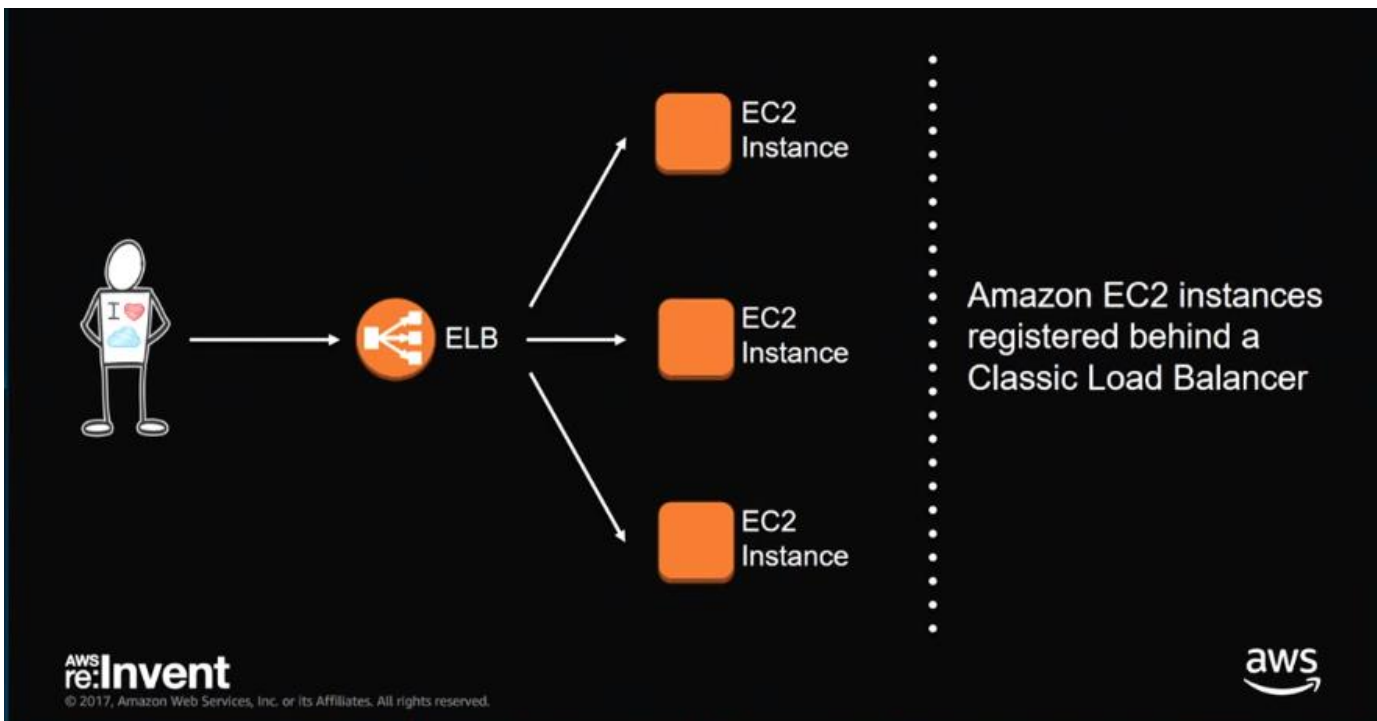 EC2
Instance
I
ELB
EC2
Instance
EC2
Instance
Amazon EC2 instances
registered behind a
Classic Load Balancer
AWS
re:Invent
© 2017, Amazon Web Services, Inc. or its Affiliates. All rights reserved.
aws